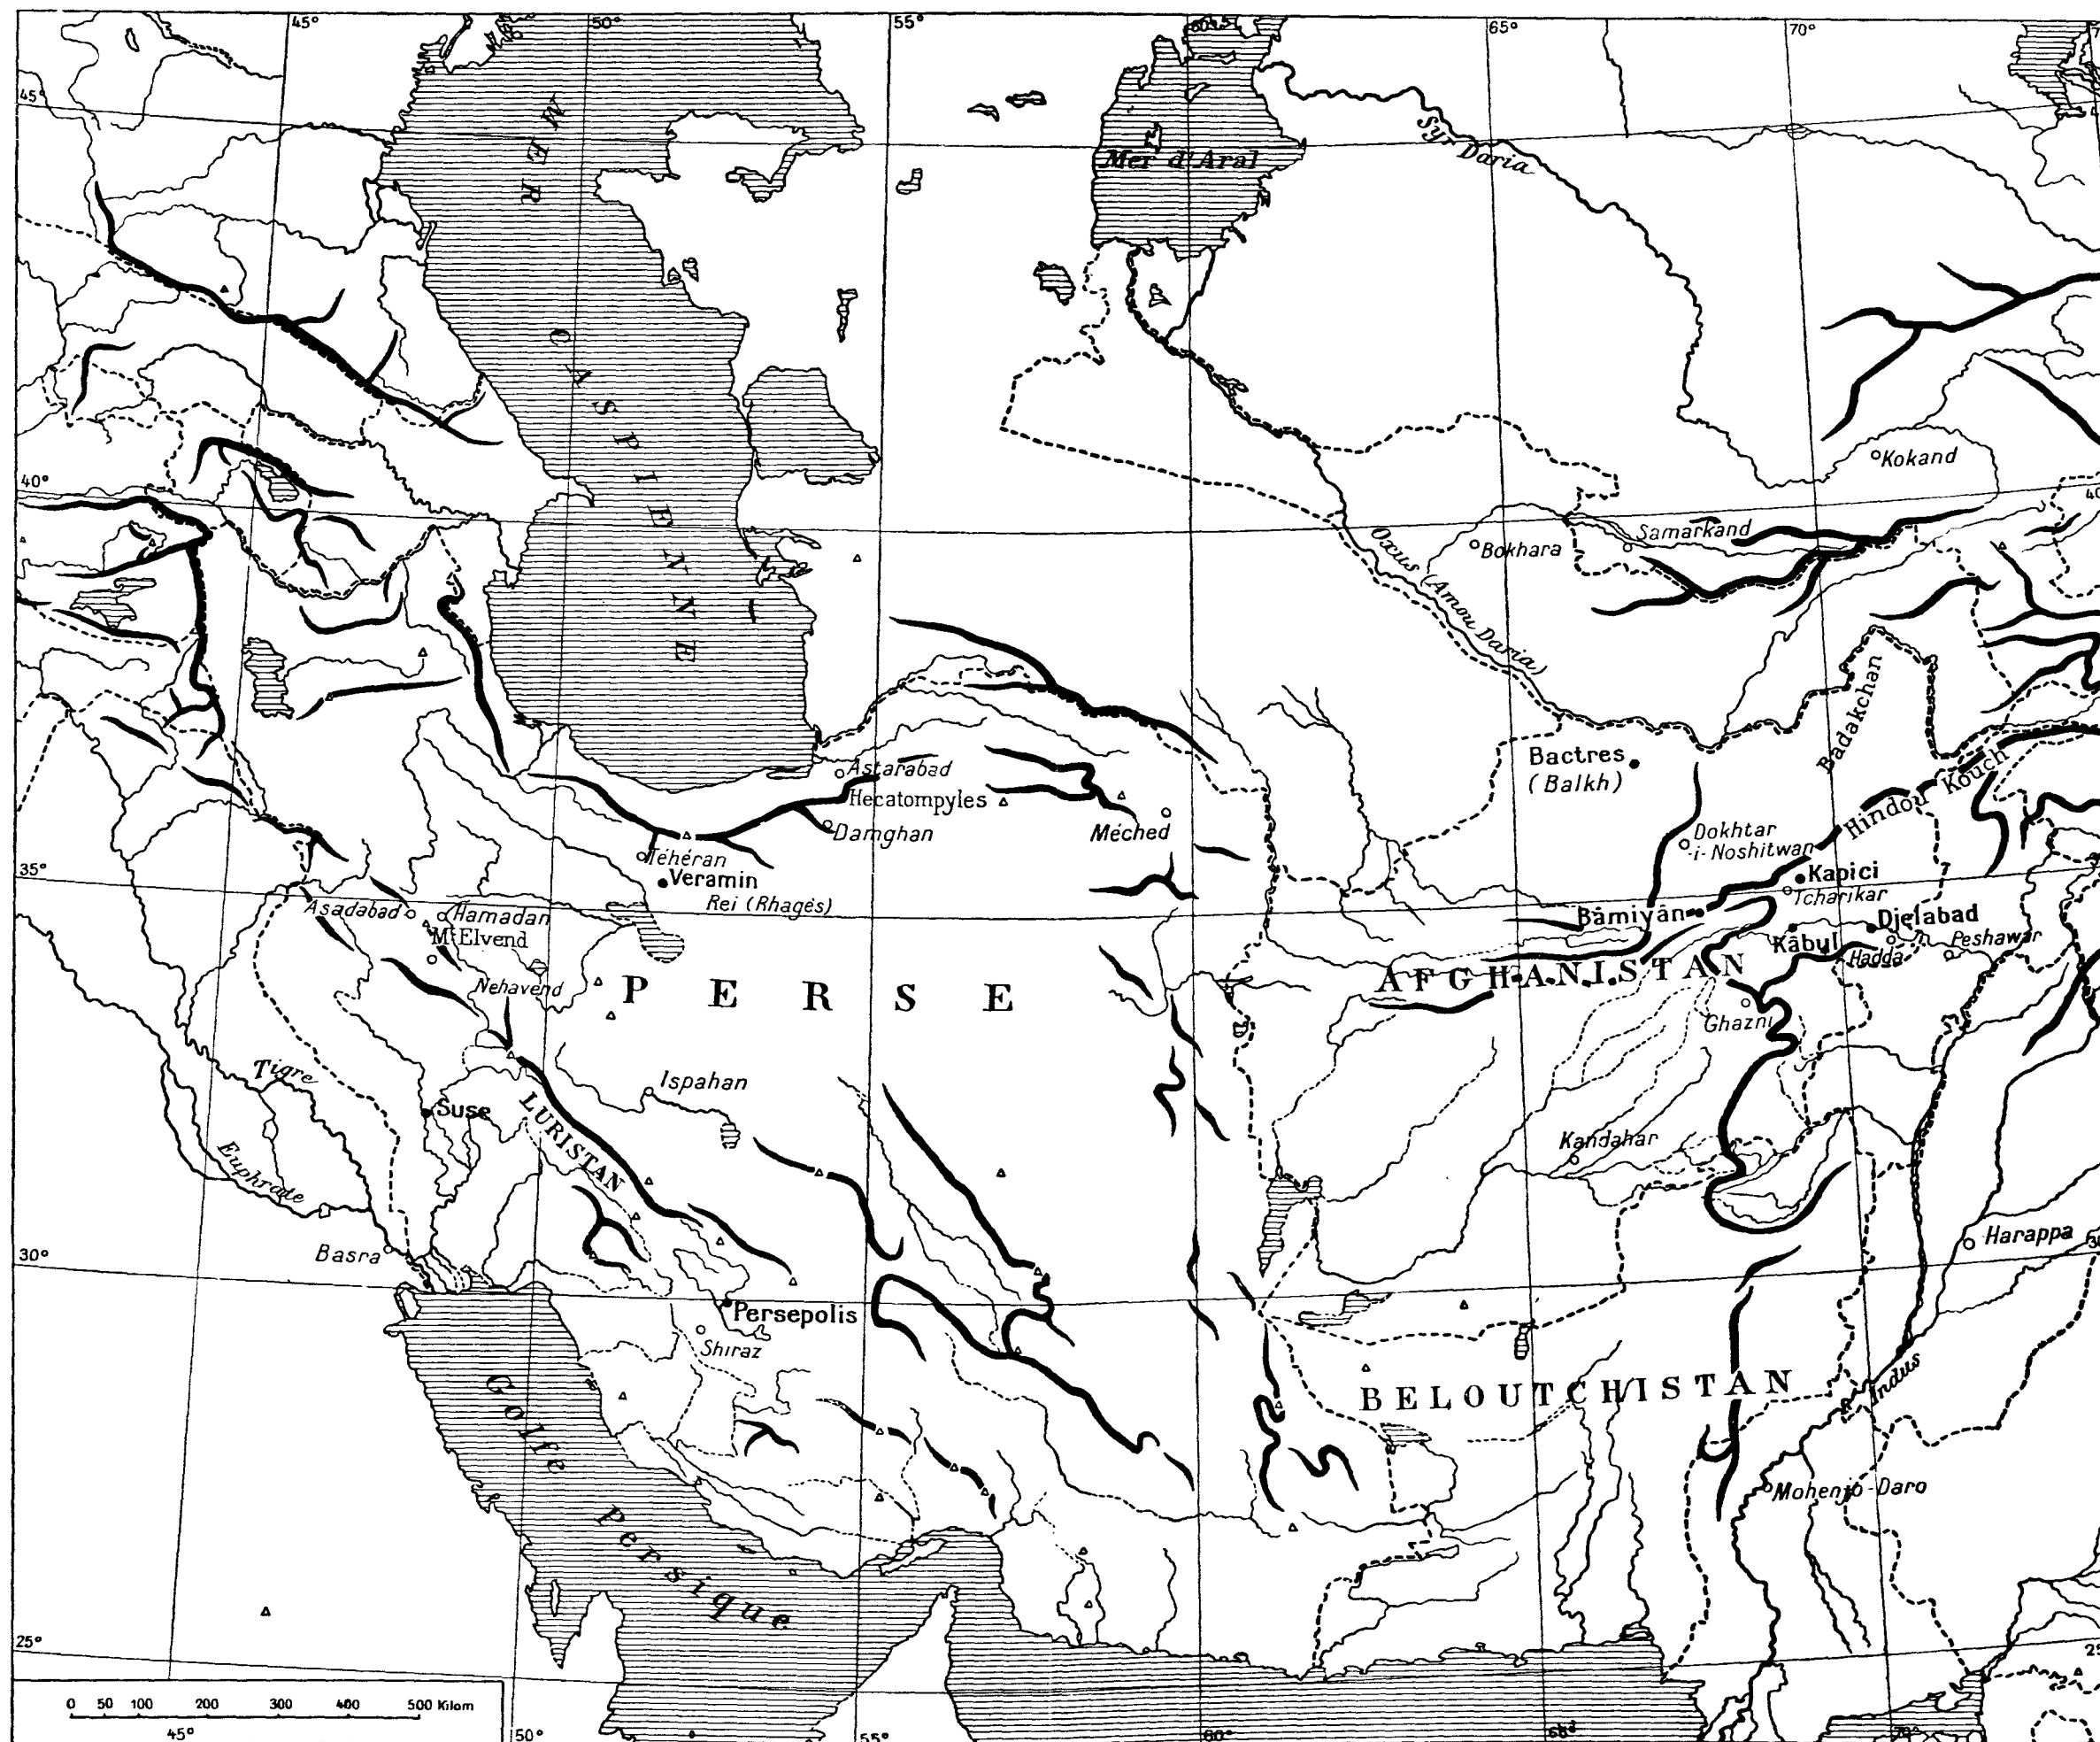 45°
50°
55°
65°
70°
45°
MER
CASPIENNE
Mer d'Aral
Syr Daria
40°
Kokand
Samarkand
Bokhara
Oxus (Amou Daria)
Badakchan
Hindou Kouch
Bactres
(Balkh)
Astarabad
Hecatompyles
Damghan
Méched
Téhéran
Veramin
Rei (Rhagès)
Dokhtar
-i-Noshitwan
Kapici
Tcharikar
35°
Asadabad
Hamadan
Mt Elvend
Nehavend
Bâmiyân
Kâbul
Djelabad
Hadda
Peshawar
PERSE
AFGHANISTAN
Ghazni
Tigre
Ispahan
Suse
LURISTAN
Kandahar
Euphrate
Basra
Harappa
30°
Persepolis
Shiraz
BELOUTCHISTAN
Indus
Golfe Persique
Mohenjo-Daro
25°
0 50 100 200 300 400 500 Kilom
45°
50°
55°
60°
70°